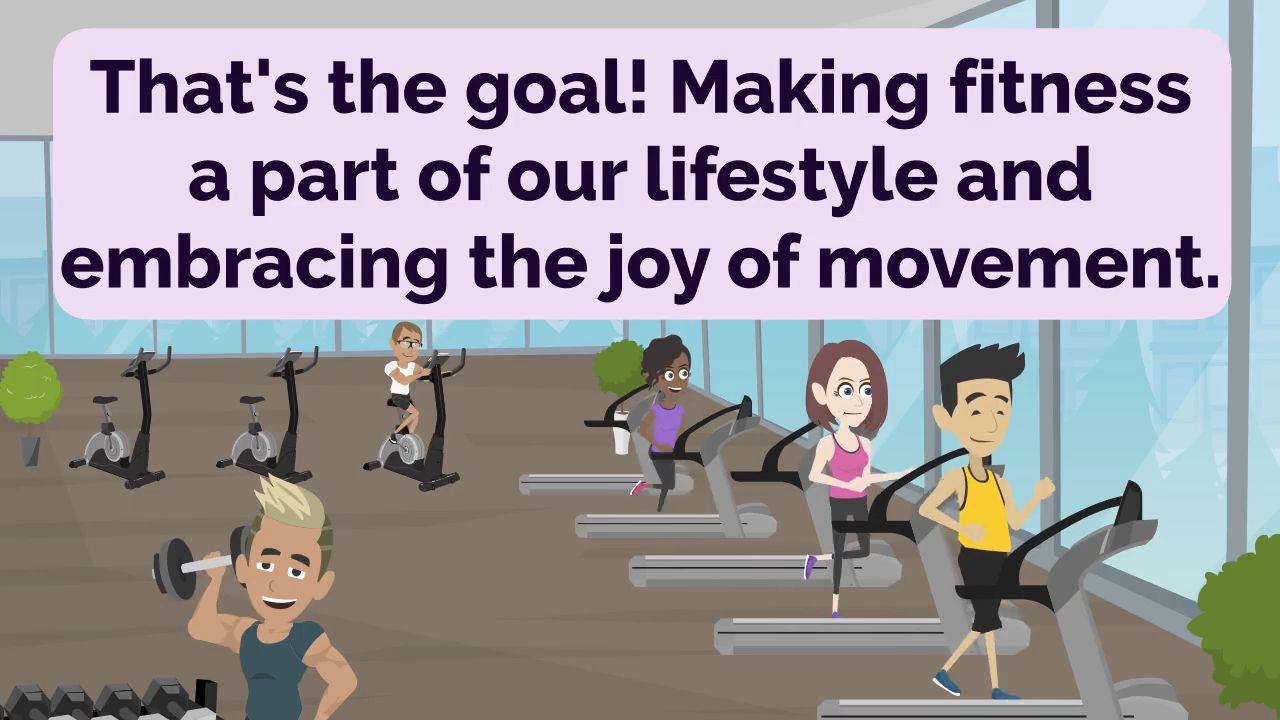 That's the goal! Making fitness
a part of our lifestyle and
embracing the joy of movement.